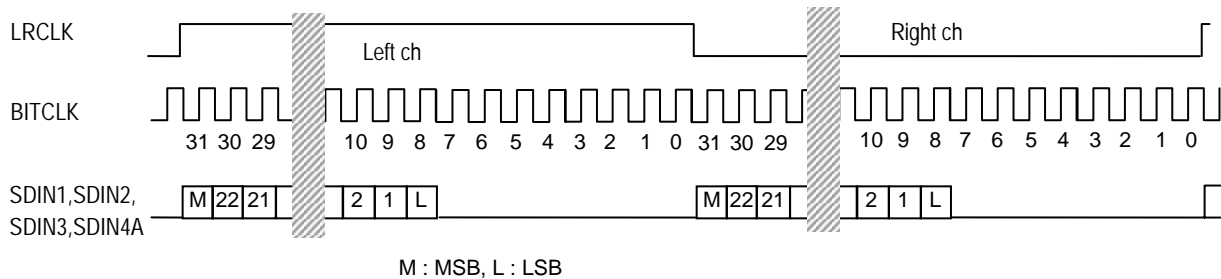 LRCLK
Left ch
Right ch
BITCLK
31 30 29 10 9 8 7 6 5 4 3 2 1 0 31 30 29 10 9 8 7 6 5 4 3 2 1 0
SDIN1,SDIN2,
SDIN3,SDIN4A
M 22 21 2 1 L M 22 21 2 1 L
M : MSB, L : LSB